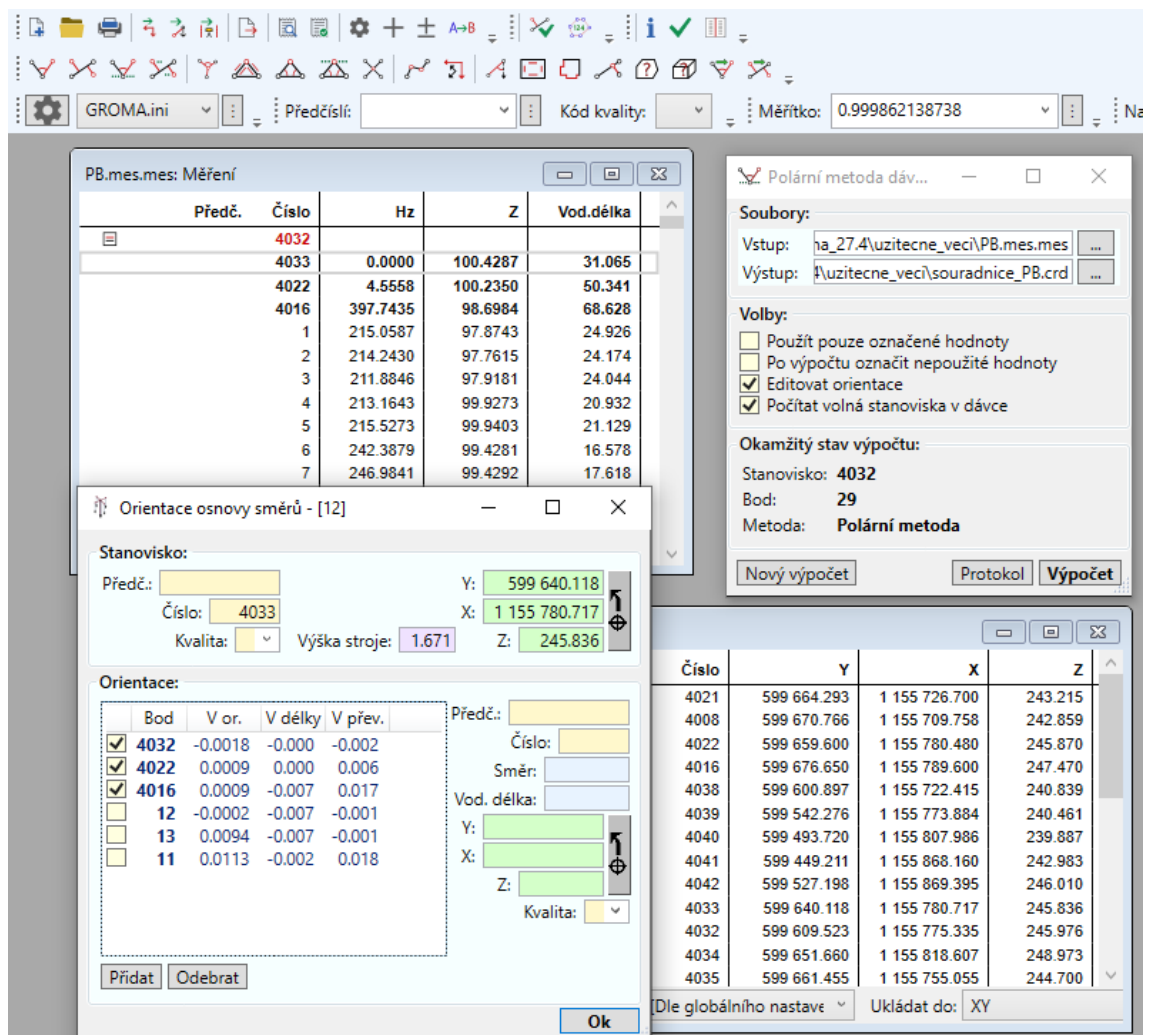 A→B
124
GROMA.ini Předčíslí: Kód kvality: Měřítko: 0.999862138738 Na
PB.mes.mes: Měření
Předč. Číslo Hz Z Vod.délka
4032
4033 0.0000 100.4287 31.065
4022 4.5558 100.2350 50.341
4016 397.7435 98.6984 68.628
1 215.0587 97.8743 24.926
2 214.2430 97.7615 24.174
3 211.8846 97.9181 24.044
4 213.1643 99.9273 20.932
5 215.5273 99.9403 21.129
6 242.3879 99.4281 16.578
7 246.9841 99.4292 17.618
Polární metoda dáv...
Soubory:
Vstup: na_27.4\uzitecne_veci\PB.mes.mes ...
Výstup: \uzitecne_veci\souradnice_PB.crd ...
Volby:
Použít pouze označené hodnoty
Po výpočtu označit nepoužité hodnoty
Editovat orientace
Počítat volná stanoviska v dávce
Okamžitý stav výpočtu:
Stanovisko: 4032
Bod: 29
Metoda: Polární metoda
Nový výpočet Protokol Výpočet
Orientace osnovy směrů - [12]
Stanovisko:
Předč.: Y: 599 640.118
Číslo: 4033 X: 1 155 780.717
Kvalita: Výška stroje: 1.671 Z: 245.836
Orientace:
Bod V or. V délky V přev.
4032 -0.0018 -0.000 -0.002
4022 0.0009 0.000 0.006
4016 0.0009 -0.007 0.017
12 -0.0002 -0.007 -0.001
13 0.0094 -0.007 -0.001
11 0.0113 -0.002 0.018
Předč.:
Číslo:
Směr:
Vod. délka:
Y:
X:
Z:
Kvalita:
Přidat Odebrat
Ok
Číslo Y X Z
4021 599 664.293 1 155 726.700 243.215
4008 599 670.766 1 155 709.758 242.859
4022 599 659.600 1 155 780.480 245.870
4016 599 676.650 1 155 789.600 247.470
4038 599 600.897 1 155 722.415 240.839
4039 599 542.276 1 155 773.884 240.461
4040 599 493.720 1 155 807.986 239.887
4041 599 449.211 1 155 868.160 242.983
4042 599 527.198 1 155 869.395 246.010
4033 599 640.118 1 155 780.717 245.836
4032 599 609.523 1 155 775.335 245.976
4034 599 651.660 1 155 818.607 248.973
4035 599 661.455 1 155 755.055 244.700
[Dle globálního nastave Ukládat do: XY